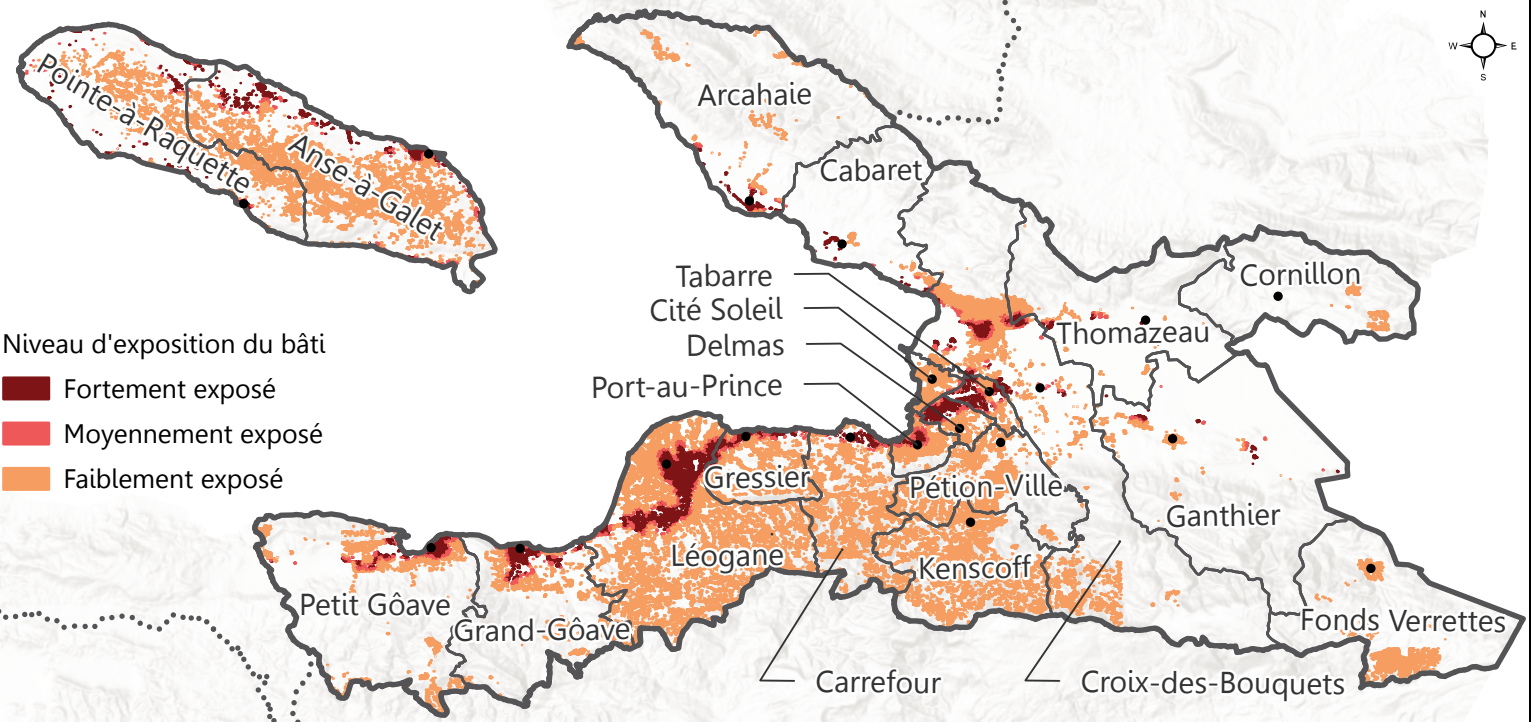 N
W
E
S
Pointe-à-Raquette
Anse-à-Galet
Arcahaie
Cabaret
Cornillon
Thomazeau
Tabarre
Cité Soleil
Delmas
Port-au-Prince
Niveau d'exposition du bâti
Fortement exposé
Moyennement exposé
Faiblement exposé
Gressier
Pétion-Ville
Ganthier
Léogane
Kenscoff
Petit Gôave
Grand-Gôave
Fonds Verrettes
Carrefour
Croix-des-Bouquets